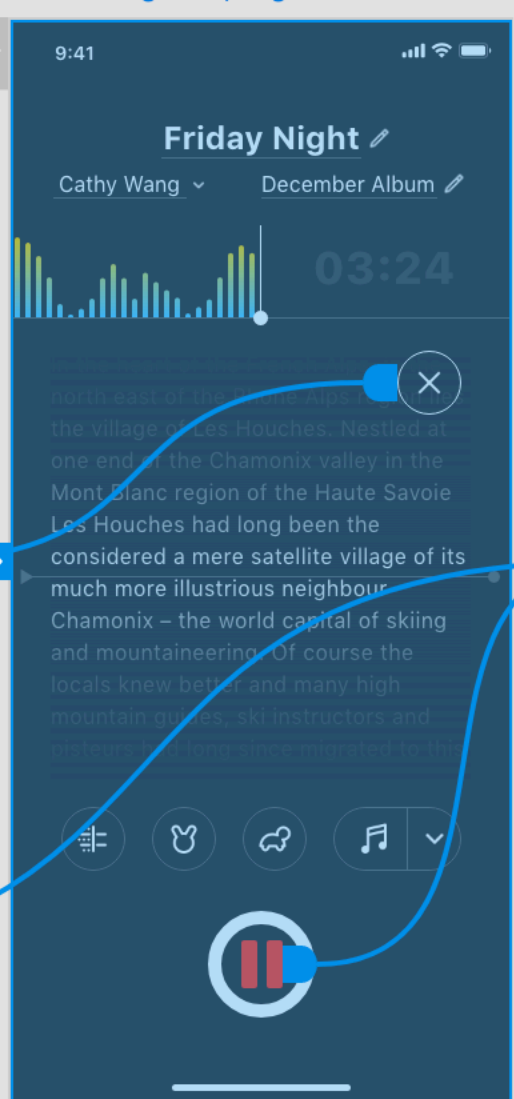 9:41
Friday Night
Cathy Wang
December Album
03:24
north east of the Rhone Alps region lies
the village of Les Houches. Nestled at
one end of the Chamonix valley in the
Mont Blanc region of the Haute Savoie
Les Houches had long been the
considered a mere satellite village of its
much more illustrious neighbour
Chamonix – the world capital of skiing
and mountaineering. Of course the
locals knew better and many high
mountain guides, ski instructors and
pisteurs had long since migrated to this